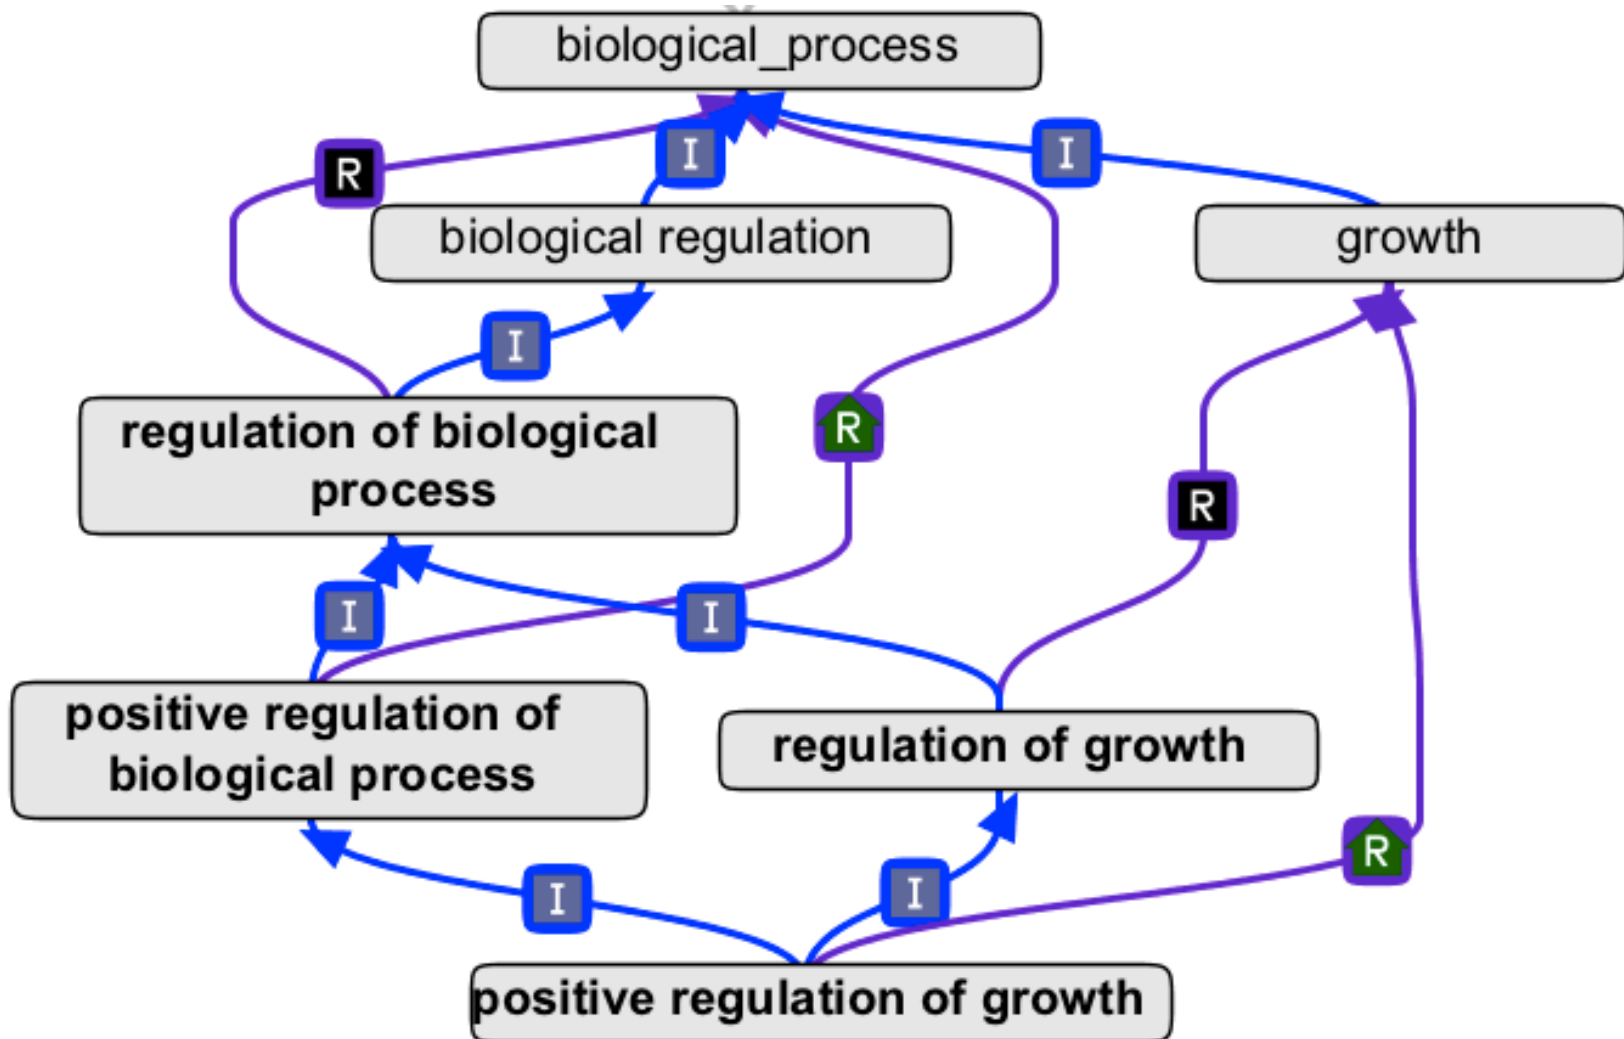 biological_process
I
I
R
biological regulation
growth
I
regulation of biological
process
R
R
I
I
positive regulation of
biological process
regulation of growth
R
I
I
positive regulation of growth